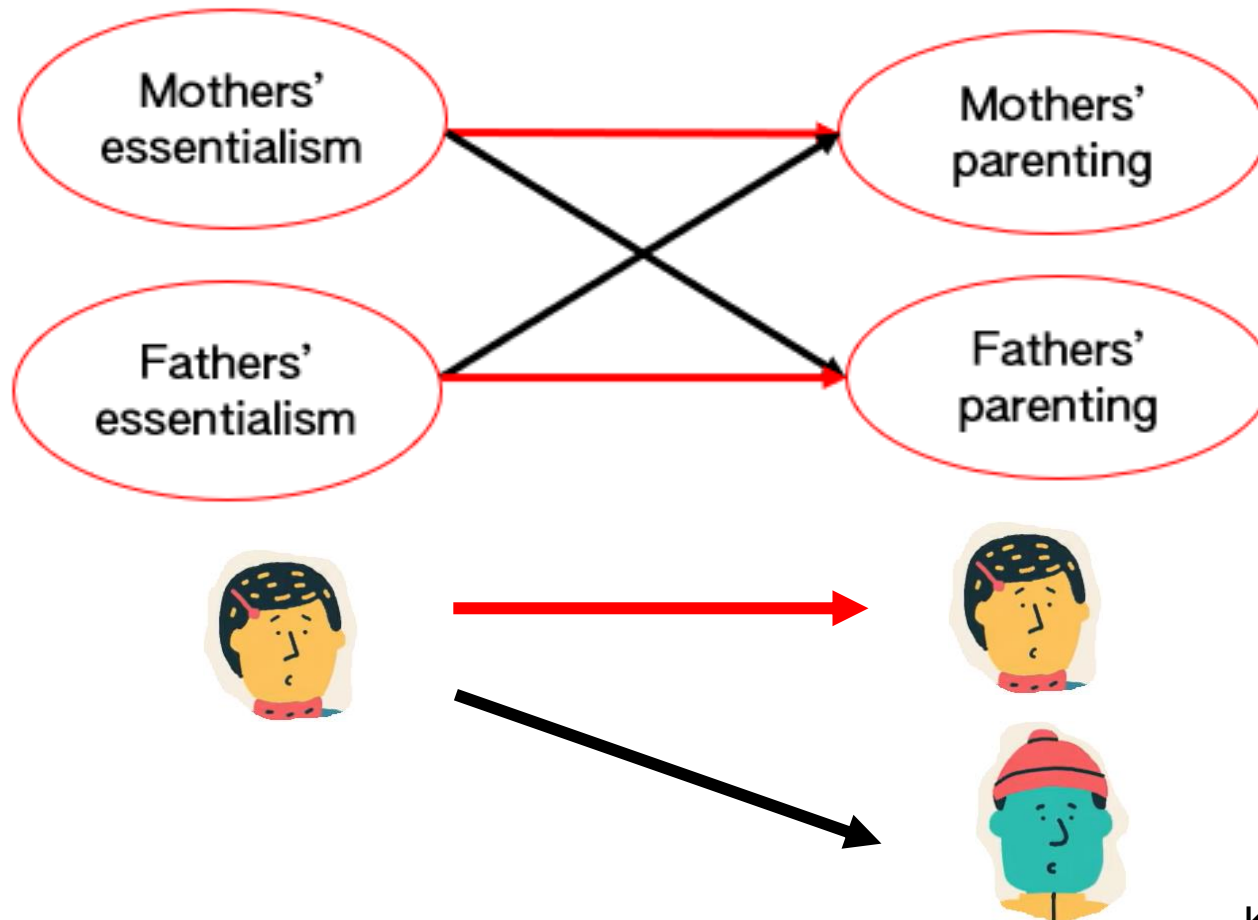 Mothers’
essentialism
Mothers’
parenting
Fathers’
essentialism
Fathers’
parenting